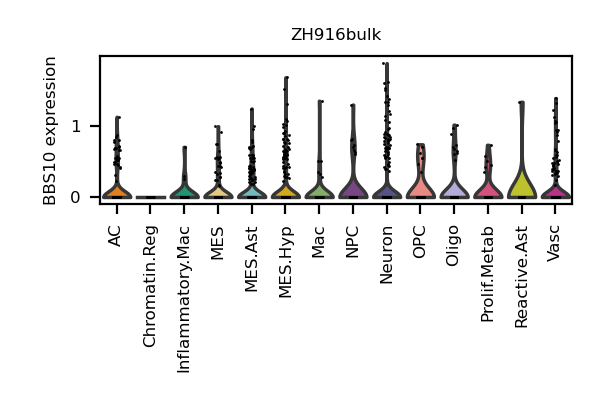 ZH916bulk
BBS10 expression
1
0
AC
Chromatin.Reg
Inflammatory.Mac
MES
MES.Ast
MES.Hyp
Mac
NPC
Neuron
OPC
Oligo
Prolif.Metab
Reactive.Ast
Vasc